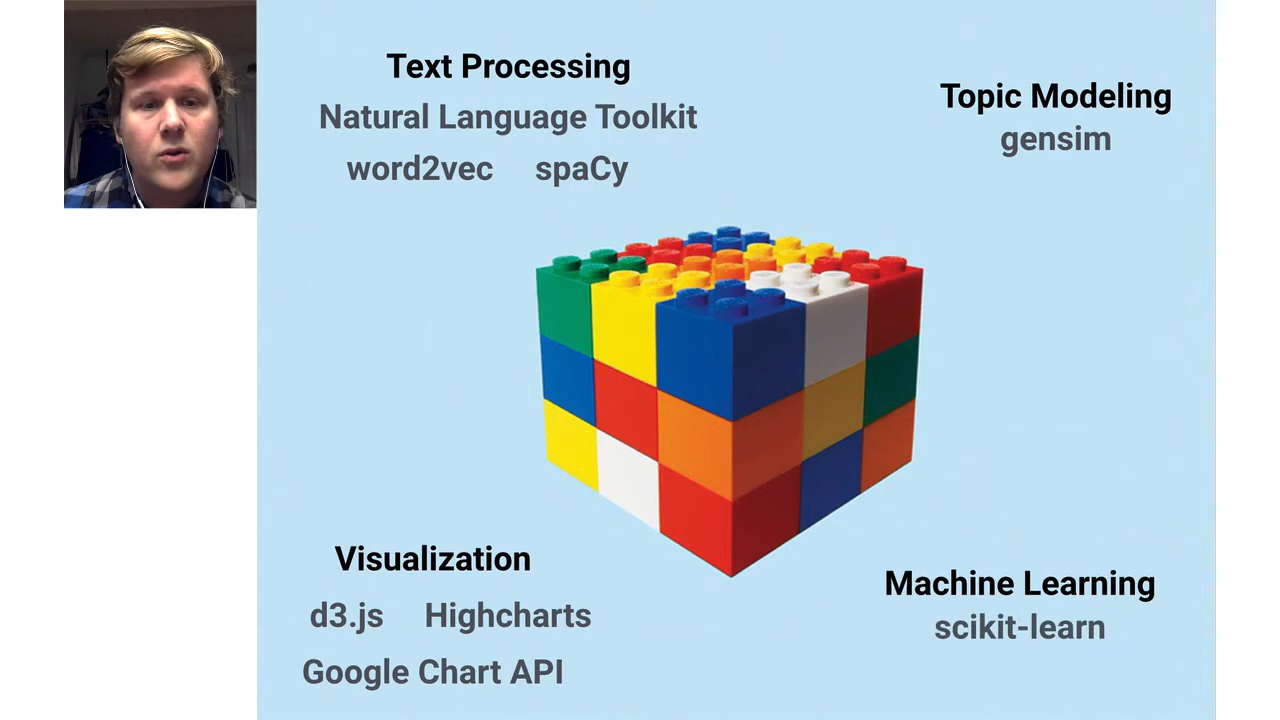 Text Processing
Natural Language Toolkit
word2vec spaCy
Topic Modeling
gensim
Visualization
d3.js Highcharts
Google Chart API
Machine Learning
scikit-learn